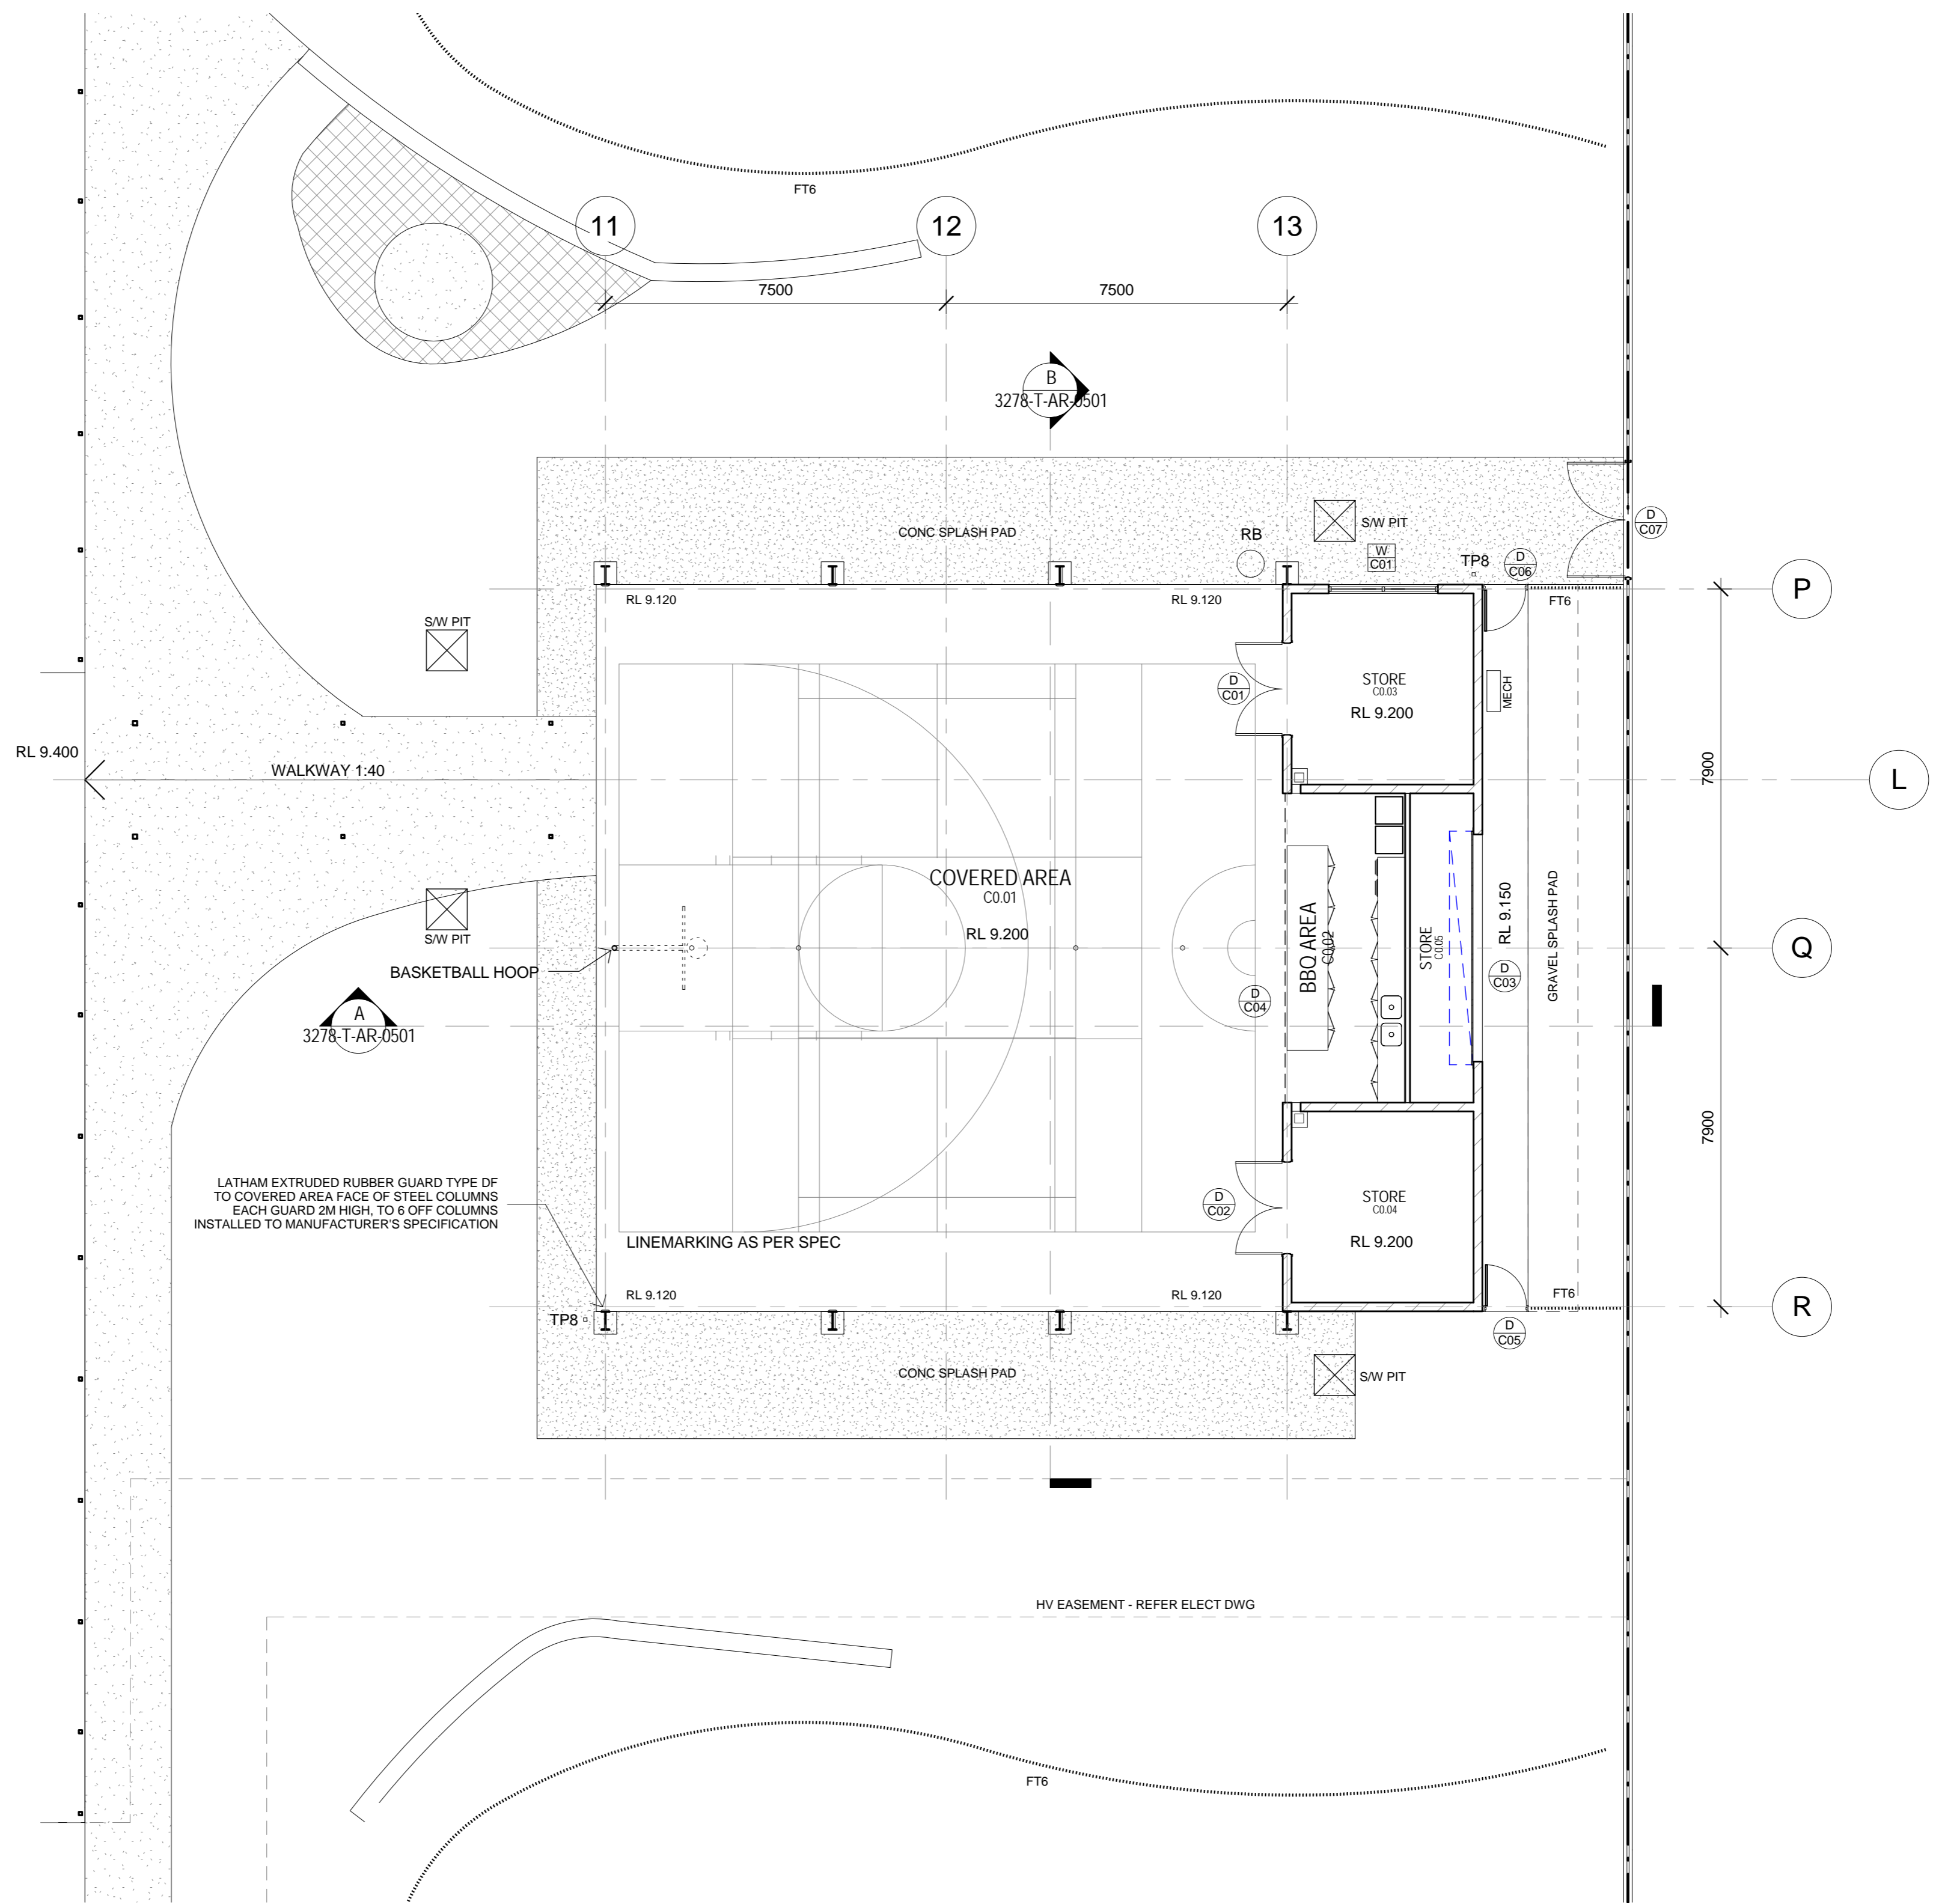 FT6
11
12
13
7500
7500
B
3278-T-AR-0501
CONC SPLASH PAD
RB
S/W PIT
W
C01
TP8
D
C06
D
C07
P
RL 9.120
RL 9.120
FT6
S/W PIT
D
C01
STORE
C0.03
RL 9.200
MECH
RL 9.400
WALKWAY 1:40
7900
L
COVERED AREA
C0.01
RL 9.200
S/W PIT
BASKETBALL HOOP
BBQ AREA
C0.02
STORE
C0.05
RL 9.150
GRAVEL SPLASH PAD
D
C03
D
C04
Q
A
3278-T-AR-0501
7900
LATHAM EXTRUDED RUBBER GUARD TYPE DF
TO COVERED AREA FACE OF STEEL COLUMNS
EACH GUARD 2M HIGH, TO 6 OFF COLUMNS
INSTALLED TO MANUFACTURER'S SPECIFICATION
D
C02
STORE
C0.04
RL 9.200
LINEMARKING AS PER SPEC
RL 9.120
RL 9.120
FT6
R
TP8
D
C05
CONC SPLASH PAD
S/W PIT
HV EASEMENT - REFER ELECT DWG
FT6